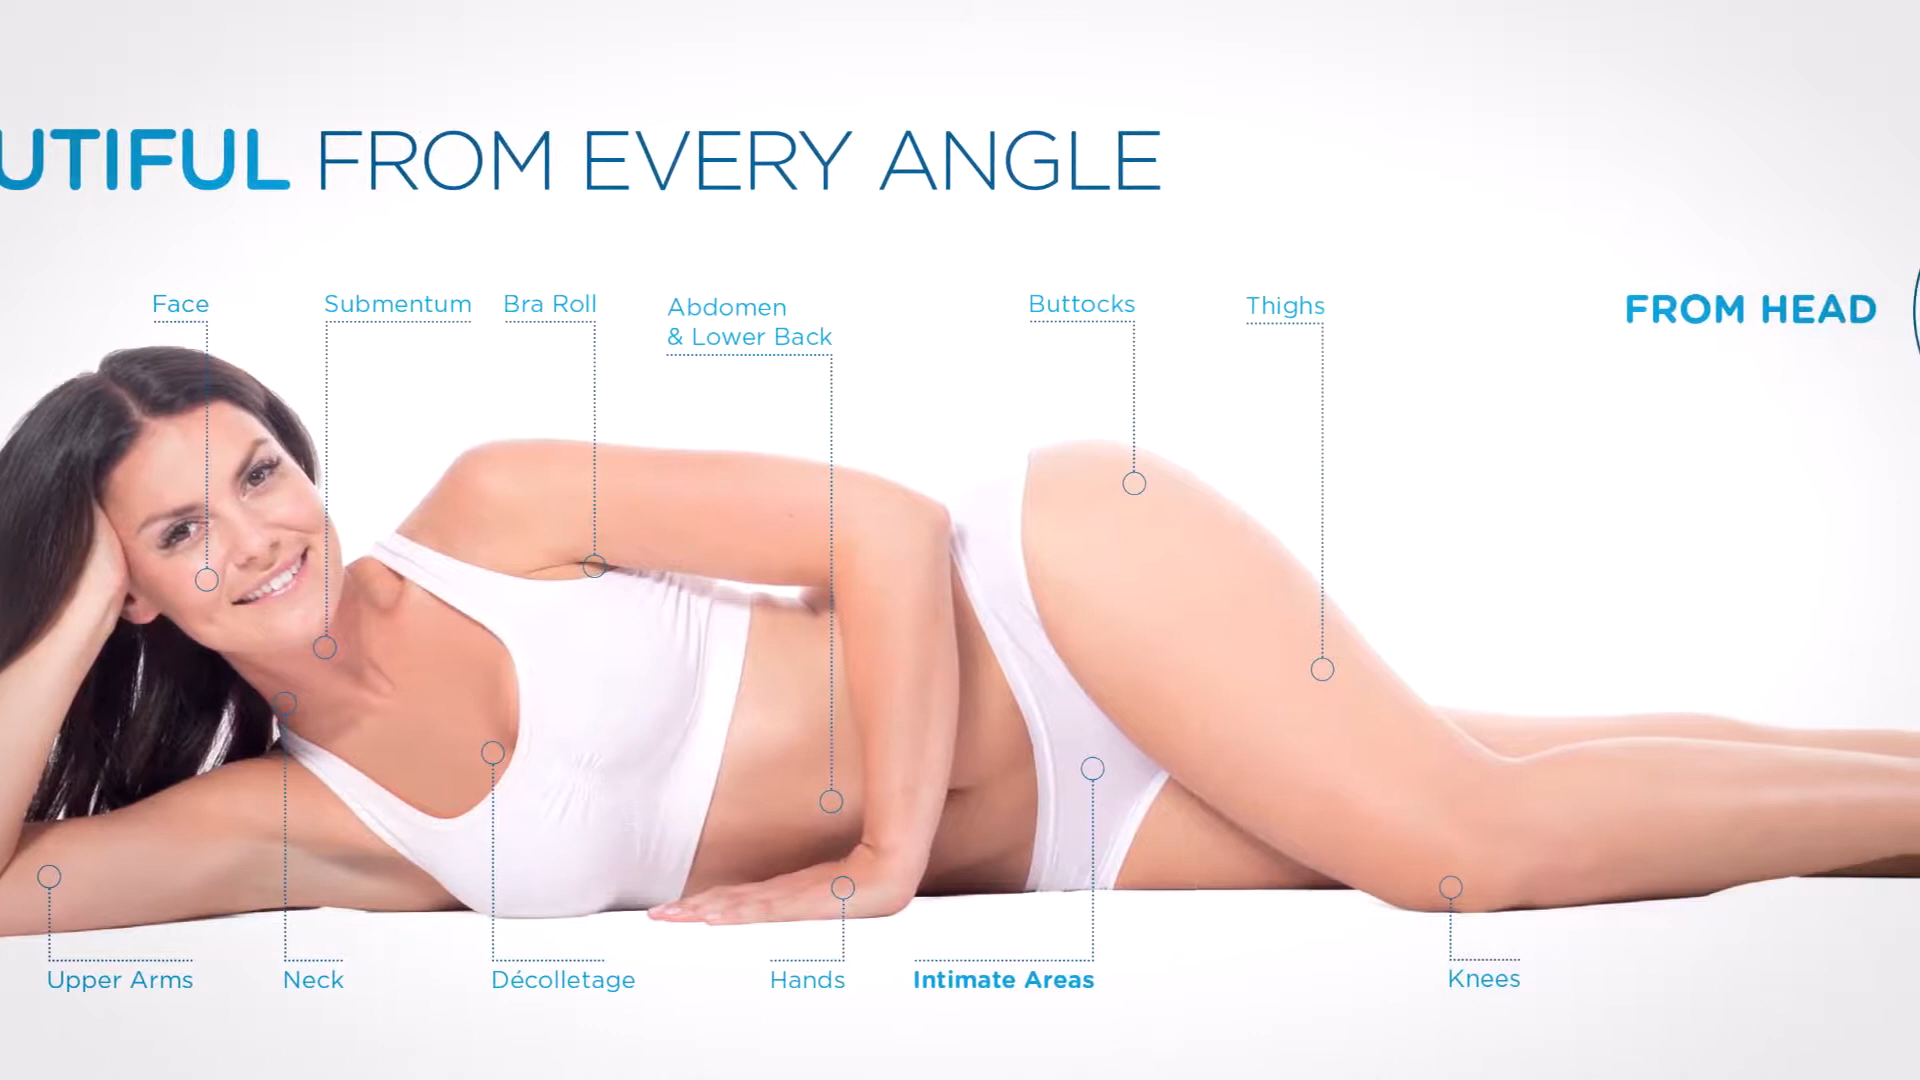 UTIFUL FROM EVERY ANGLE
Face
Submentum
Bra Roll
Abdomen
& Lower Back
Buttocks
Thighs
FROM HEAD
Upper Arms
Neck
Décolletage
Hands
Intimate Areas
Knees